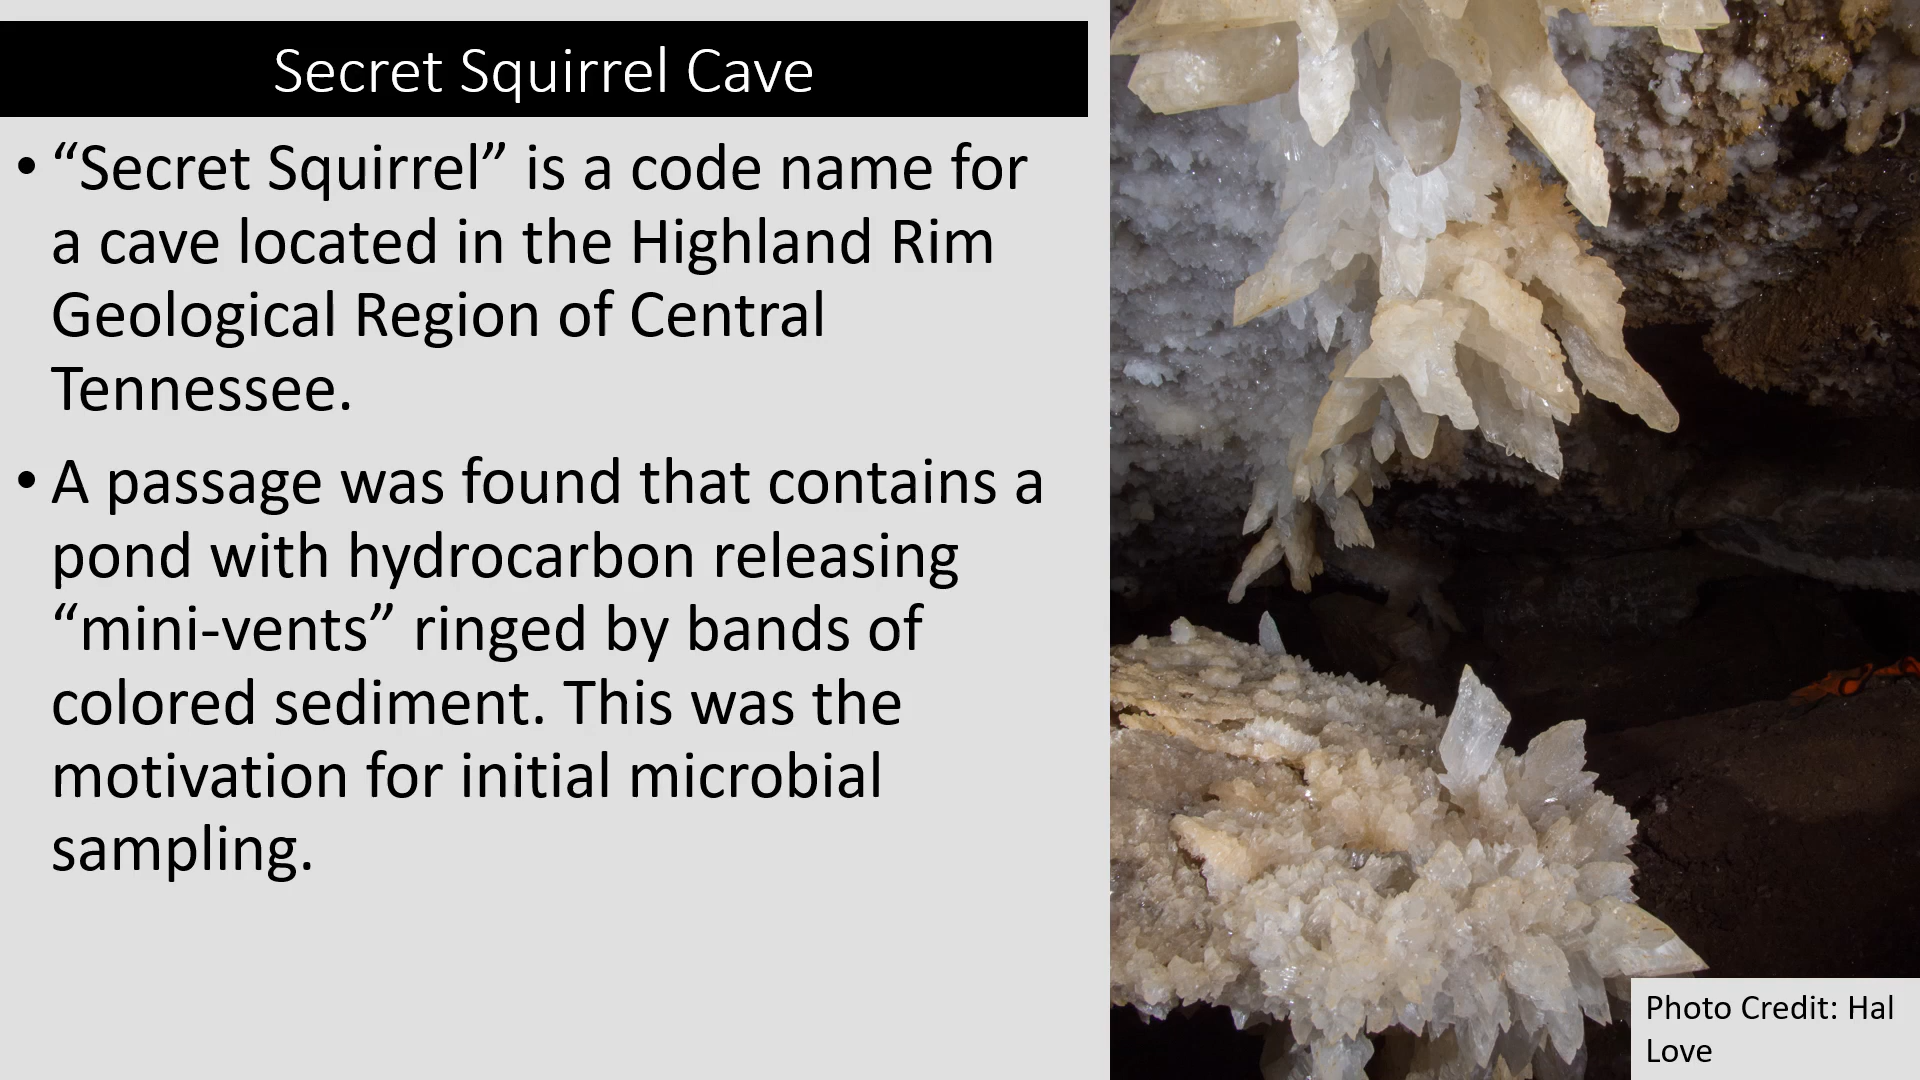 Secret Squirrel Cave
• “Secret Squirrel” is a code name for
a cave located in the Highland Rim
Geological Region of Central
Tennessee.
• A passage was found that contains a
pond with hydrocarbon releasing
“mini-vents” ringed by bands of
colored sediment. This was the
motivation for initial microbial
sampling.
Photo Credit: Hal
Love